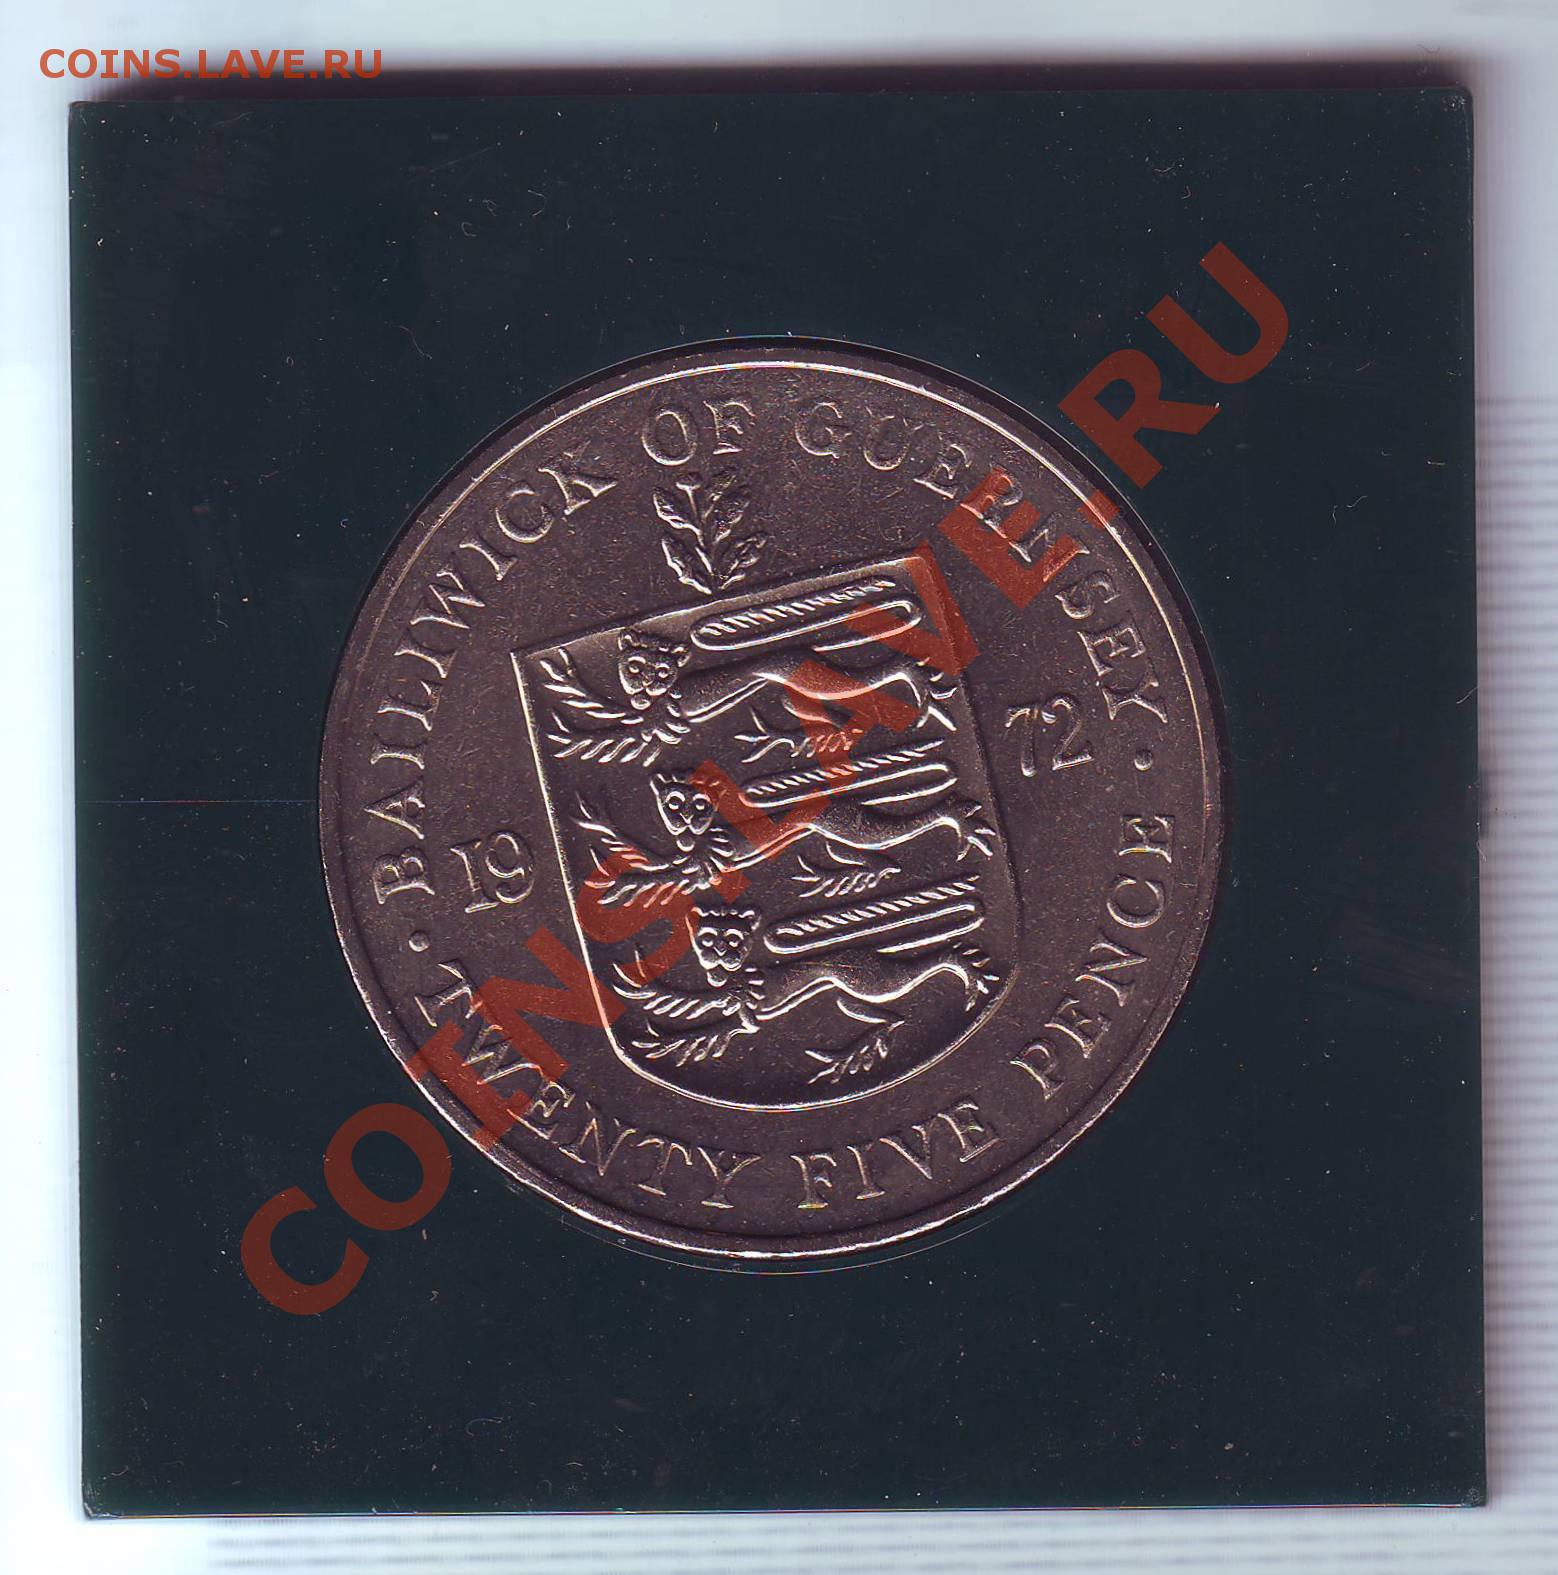 COINS.LAVE.RU
· BAILIWICK OF GUERNSEY ·
19 72
TWENTY FIVE PENCE
COINS.LAVE.RU